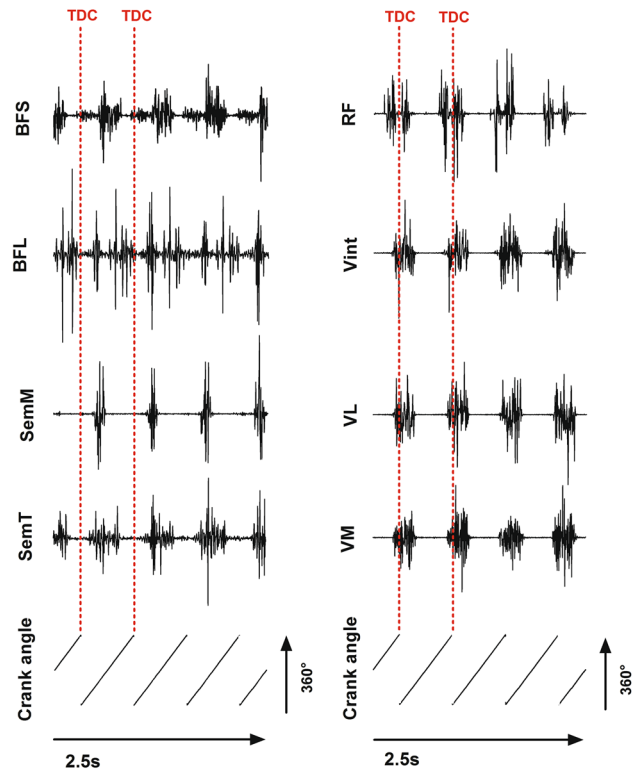 TDC TDC
BFS
BFL
SemM
SemT
Crank angle
360°
2.5s
TDC TDC
RF
Vint
VL
VM
Crank angle
360°
2.5s